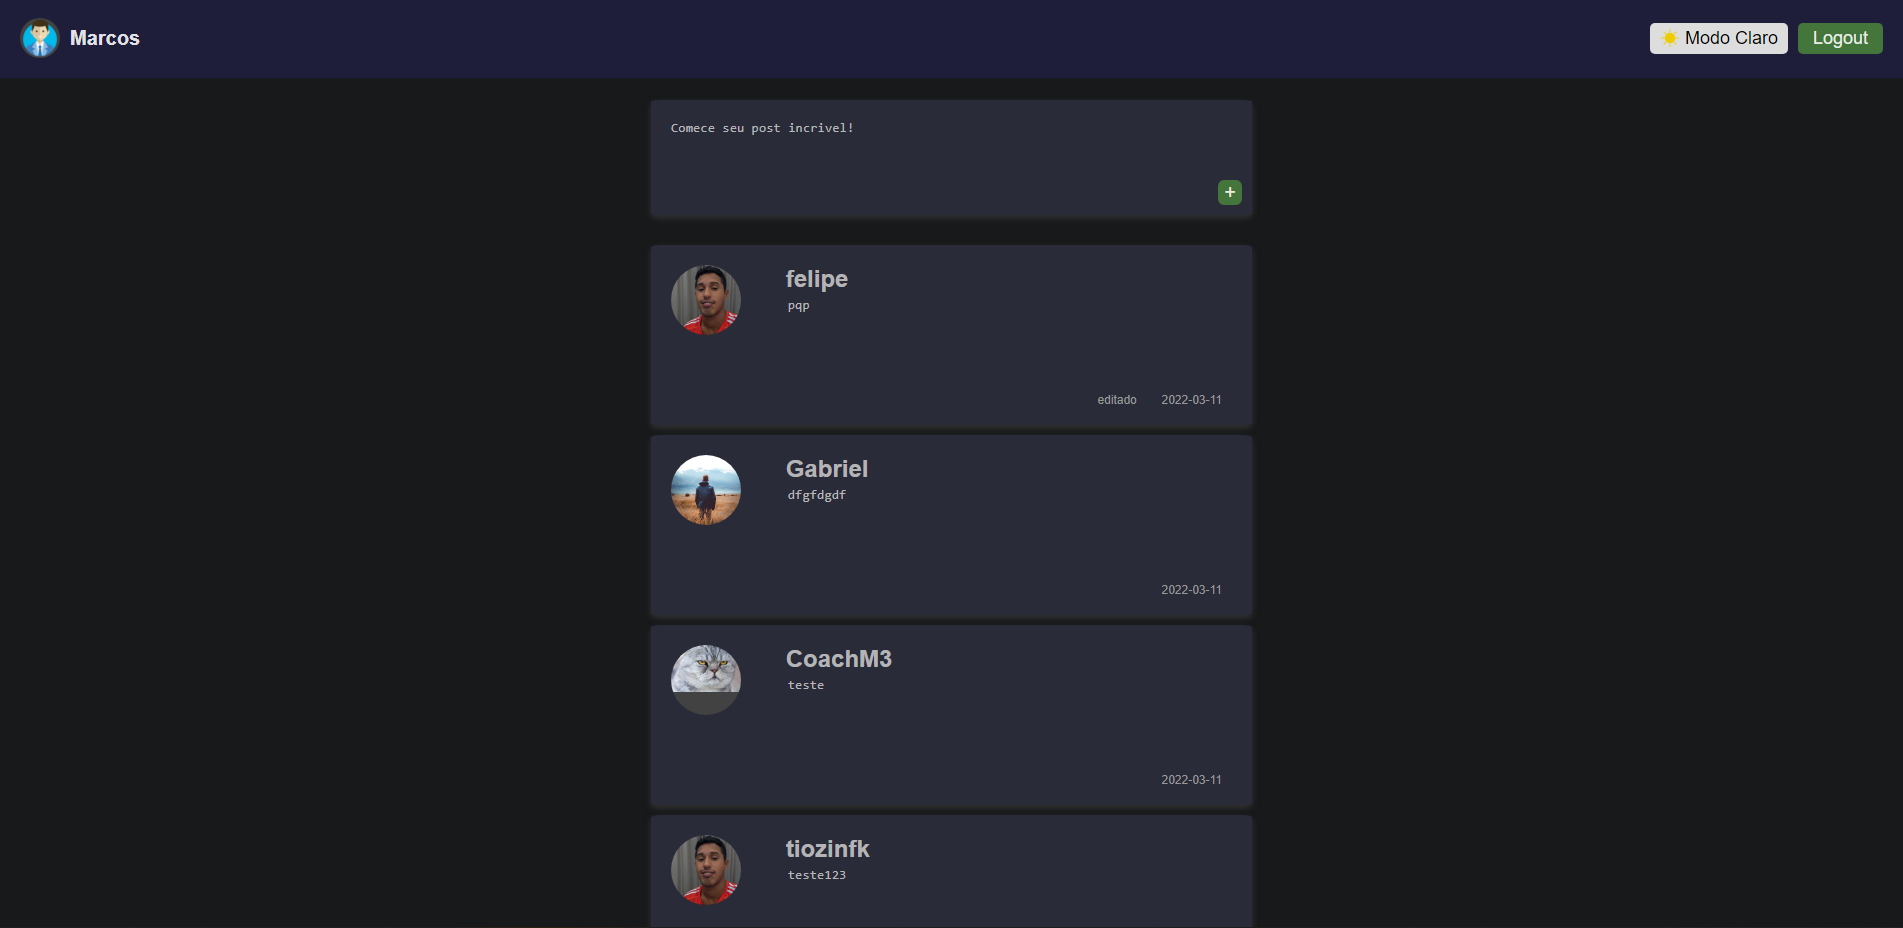 Marcos
Modo Claro
Logout
Comece seu post incrivel!
+
felipe
pqp
editado 2022-03-11
Gabriel
dfgfdgdf
2022-03-11
CoachM3
teste
2022-03-11
tiozinfk
teste123